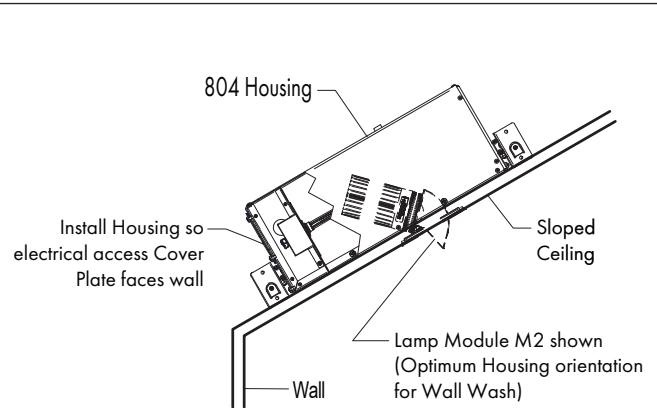 804 Housing
Install Housing so
electrical access Cover
Plate faces wall
Sloped
Ceiling
Lamp Module M2 shown
(Optimum Housing orientation
for Wall Wash)
Wall